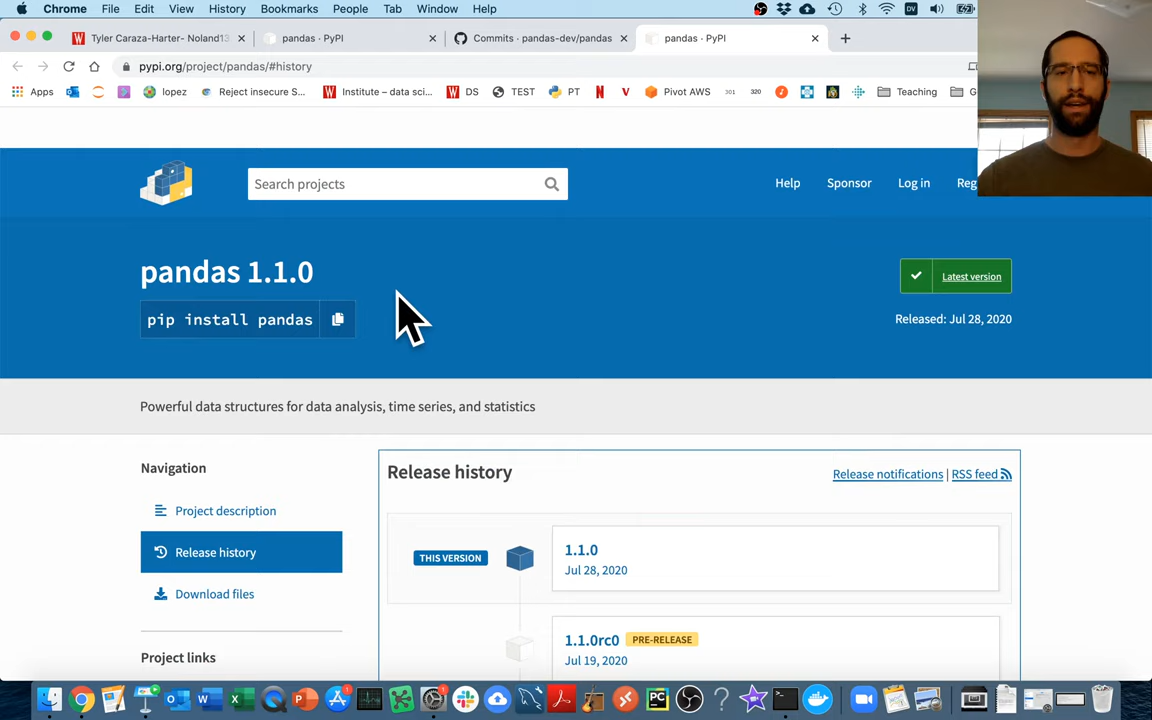 Chrome File Edit View History Bookmarks People Tab Window Help
Tyler Caraza-Harter- Noland13
pandas · PyPI
Commits · pandas-dev/pandas
pandas · PyPI
pypi.org/project/pandas/#history
Apps
lopez
Reject insecure S...
Institute – data sci...
DS
TEST
PT
Pivot AWS
301
320
Teaching
Search projects
Help
Sponsor
Log in
Reg
pandas 1.1.0
pip install pandas
Latest version
Released: Jul 28, 2020
Powerful data structures for data analysis, time series, and statistics
Navigation
Project description
Release history
Download files
Project links
Release history
Release notifications | RSS feed
THIS VERSION
1.1.0
Jul 28, 2020
1.1.0rc0 PRE-RELEASE
Jul 19, 2020